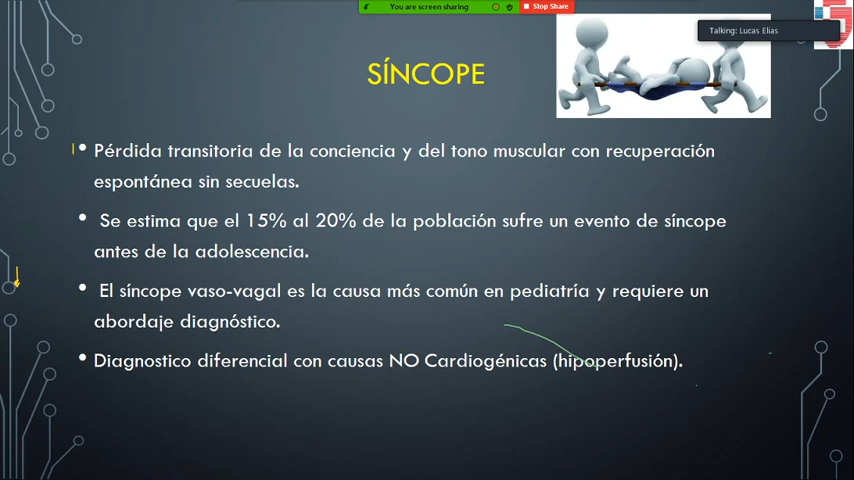 You are screen sharing
Stop Share
Talking: Lucas Elias
SÍNCOPE
• Pérdida transitoria de la conciencia y del tono muscular con recuperación
espontánea sin secuelas.
• Se estima que el 15% al 20% de la población sufre un evento de síncope
antes de la adolescencia.
• El síncope vaso-vagal es la causa más común en pediatría y requiere un
abordaje diagnóstico.
• Diagnostico diferencial con causas NO Cardiogénicas (hipoperfusión).